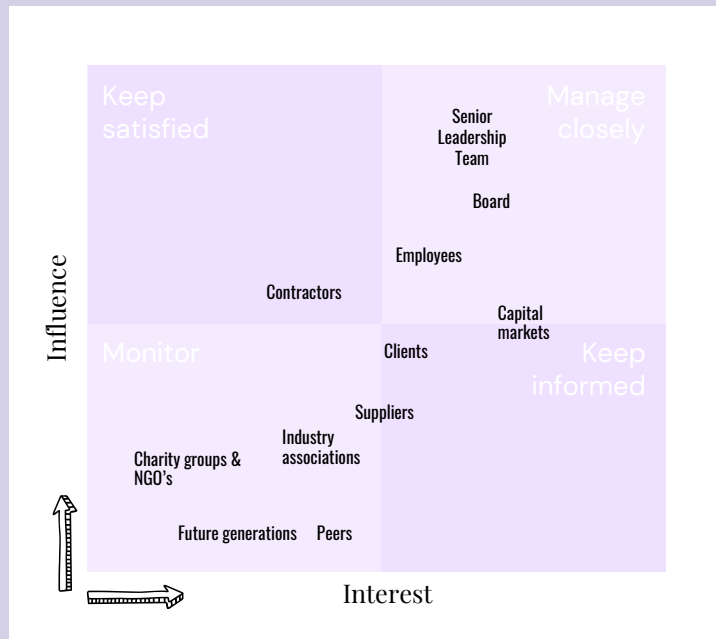 Keep
satisfied
Manage
closely
Senior
Leadership
Team
Board
Employees
Contractors
Capital
markets
Influence
Monitor
Clients
Keep
informed
Suppliers
Industry
associations
Charity groups &
NGO's
Future generations
Peers
Interest